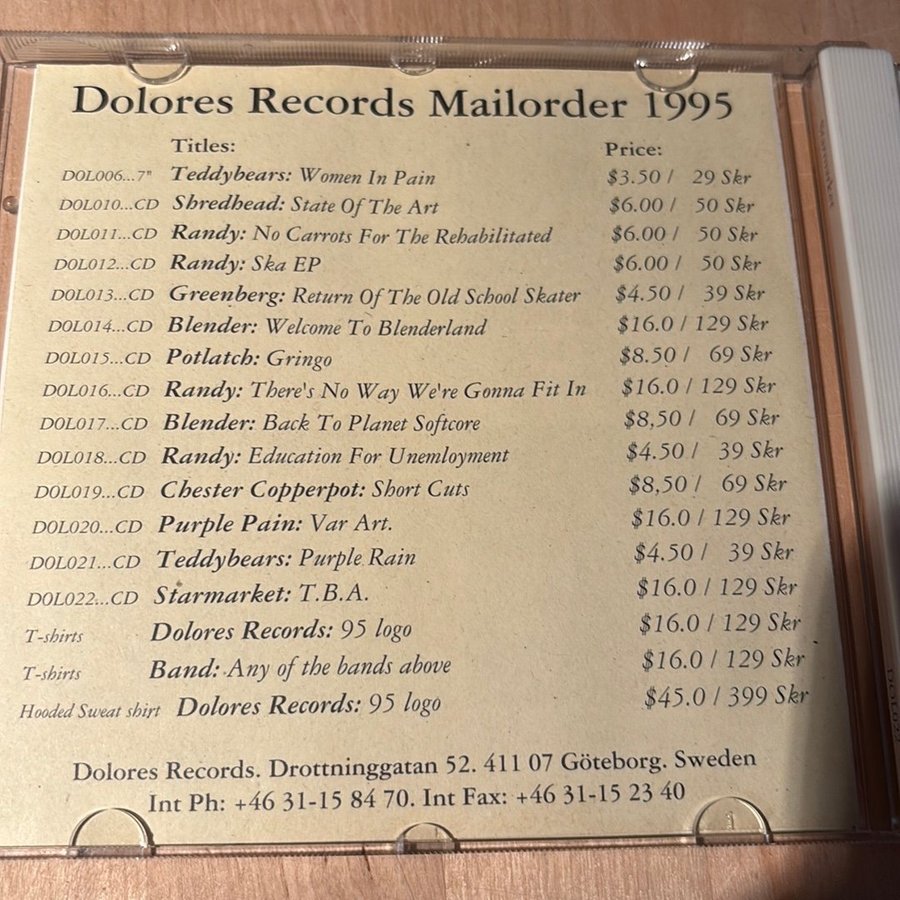 Dolores Records Mailorder 1995
Titles: Price:
DOL006...7" Teddybears: Women In Pain $3.50 / 29 Skr
DOL010...CD Shredhead: State Of The Art $6.00 / 50 Skr
DOL011...CD Randy: No Carrots For The Rehabilitated $6.00 / 50 Skr
DOL012...CD Randy: Ska EP $6.00 / 50 Skr
DOL013...CD Greenberg: Return Of The Old School Skater $4.50 / 39 Skr
DOL014...CD Blender: Welcome To Blenderland $16.0 / 129 Skr
DOL015...CD Potlatch: Gringo $8.50 / 69 Skr
DOL016...CD Randy: There's No Way We're Gonna Fit In $16.0 / 129 Skr
DOL017...CD Blender: Back To Planet Softcore $8,50 / 69 Skr
DOL018...CD Randy: Education For Unemloyment $4.50 / 39 Skr
DOL019...CD Chester Copperpot: Short Cuts $8,50 / 69 Skr
DOL020...CD Purple Pain: Var Art. $16.0 / 129 Skr
DOL021...CD Teddybears: Purple Rain $4.50 / 39 Skr
DOL022...CD Starmarket: T.B.A. $16.0 / 129 Skr
T-shirts Dolores Records: 95 logo $16.0 / 129 Skr
T-shirts Band: Any of the bands above $16.0 / 129 Skr
Hooded Sweat shirt Dolores Records: 95 logo $45.0 / 399 Skr
Dolores Records. Drottninggatan 52. 411 07 Göteborg. Sweden
Int Ph: +46 31-15 84 70. Int Fax: +46 31-15 23 40